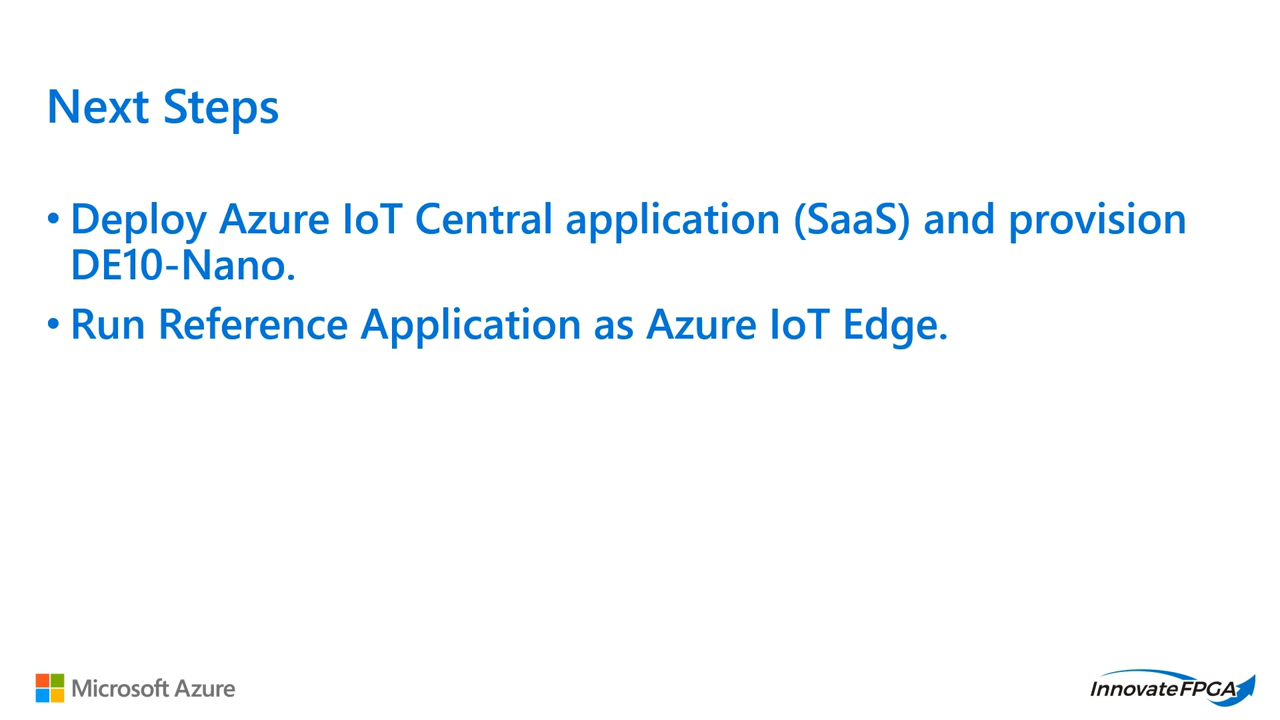 Next Steps
• Deploy Azure IoT Central application (SaaS) and provision
DE10-Nano.
• Run Reference Application as Azure IoT Edge.
Microsoft Azure
InnovateFPGA